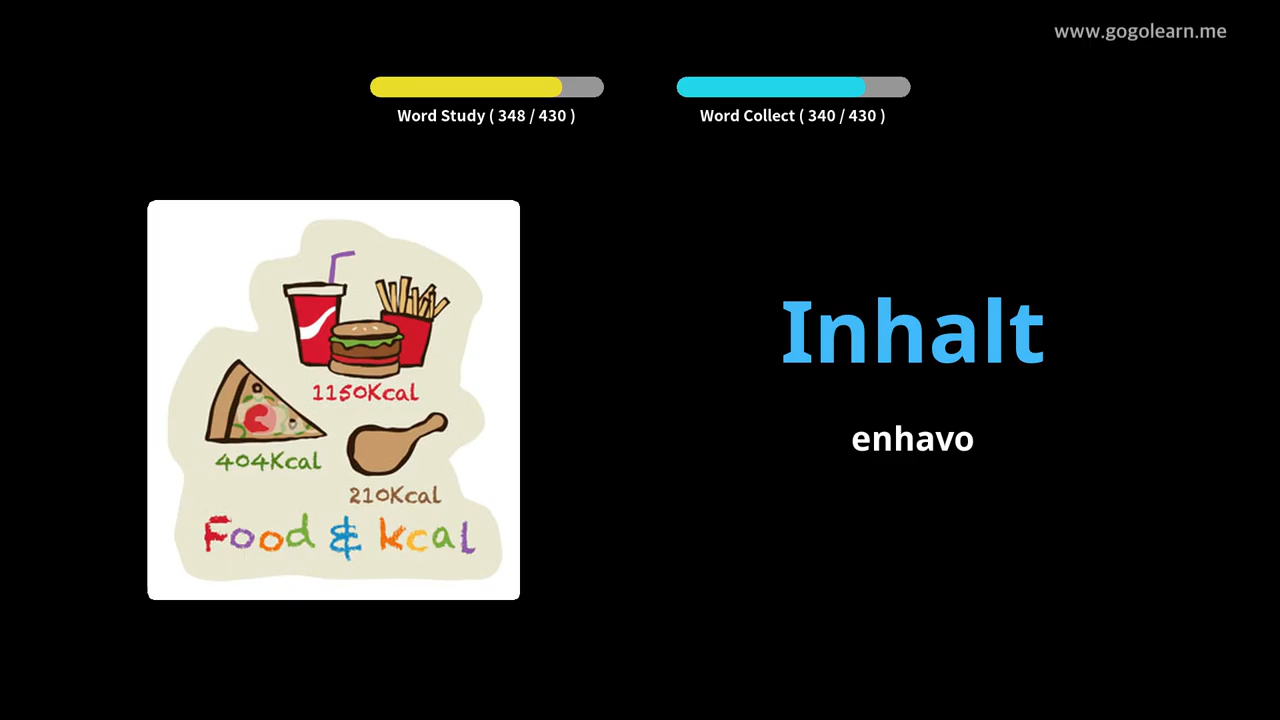 www.gogolearn.me
Word Study ( 348 / 430 )
Word Collect ( 340 / 430 )
1150Kcal
404Kcal
210Kcal
Food & kcal
Inhalt
enhavo